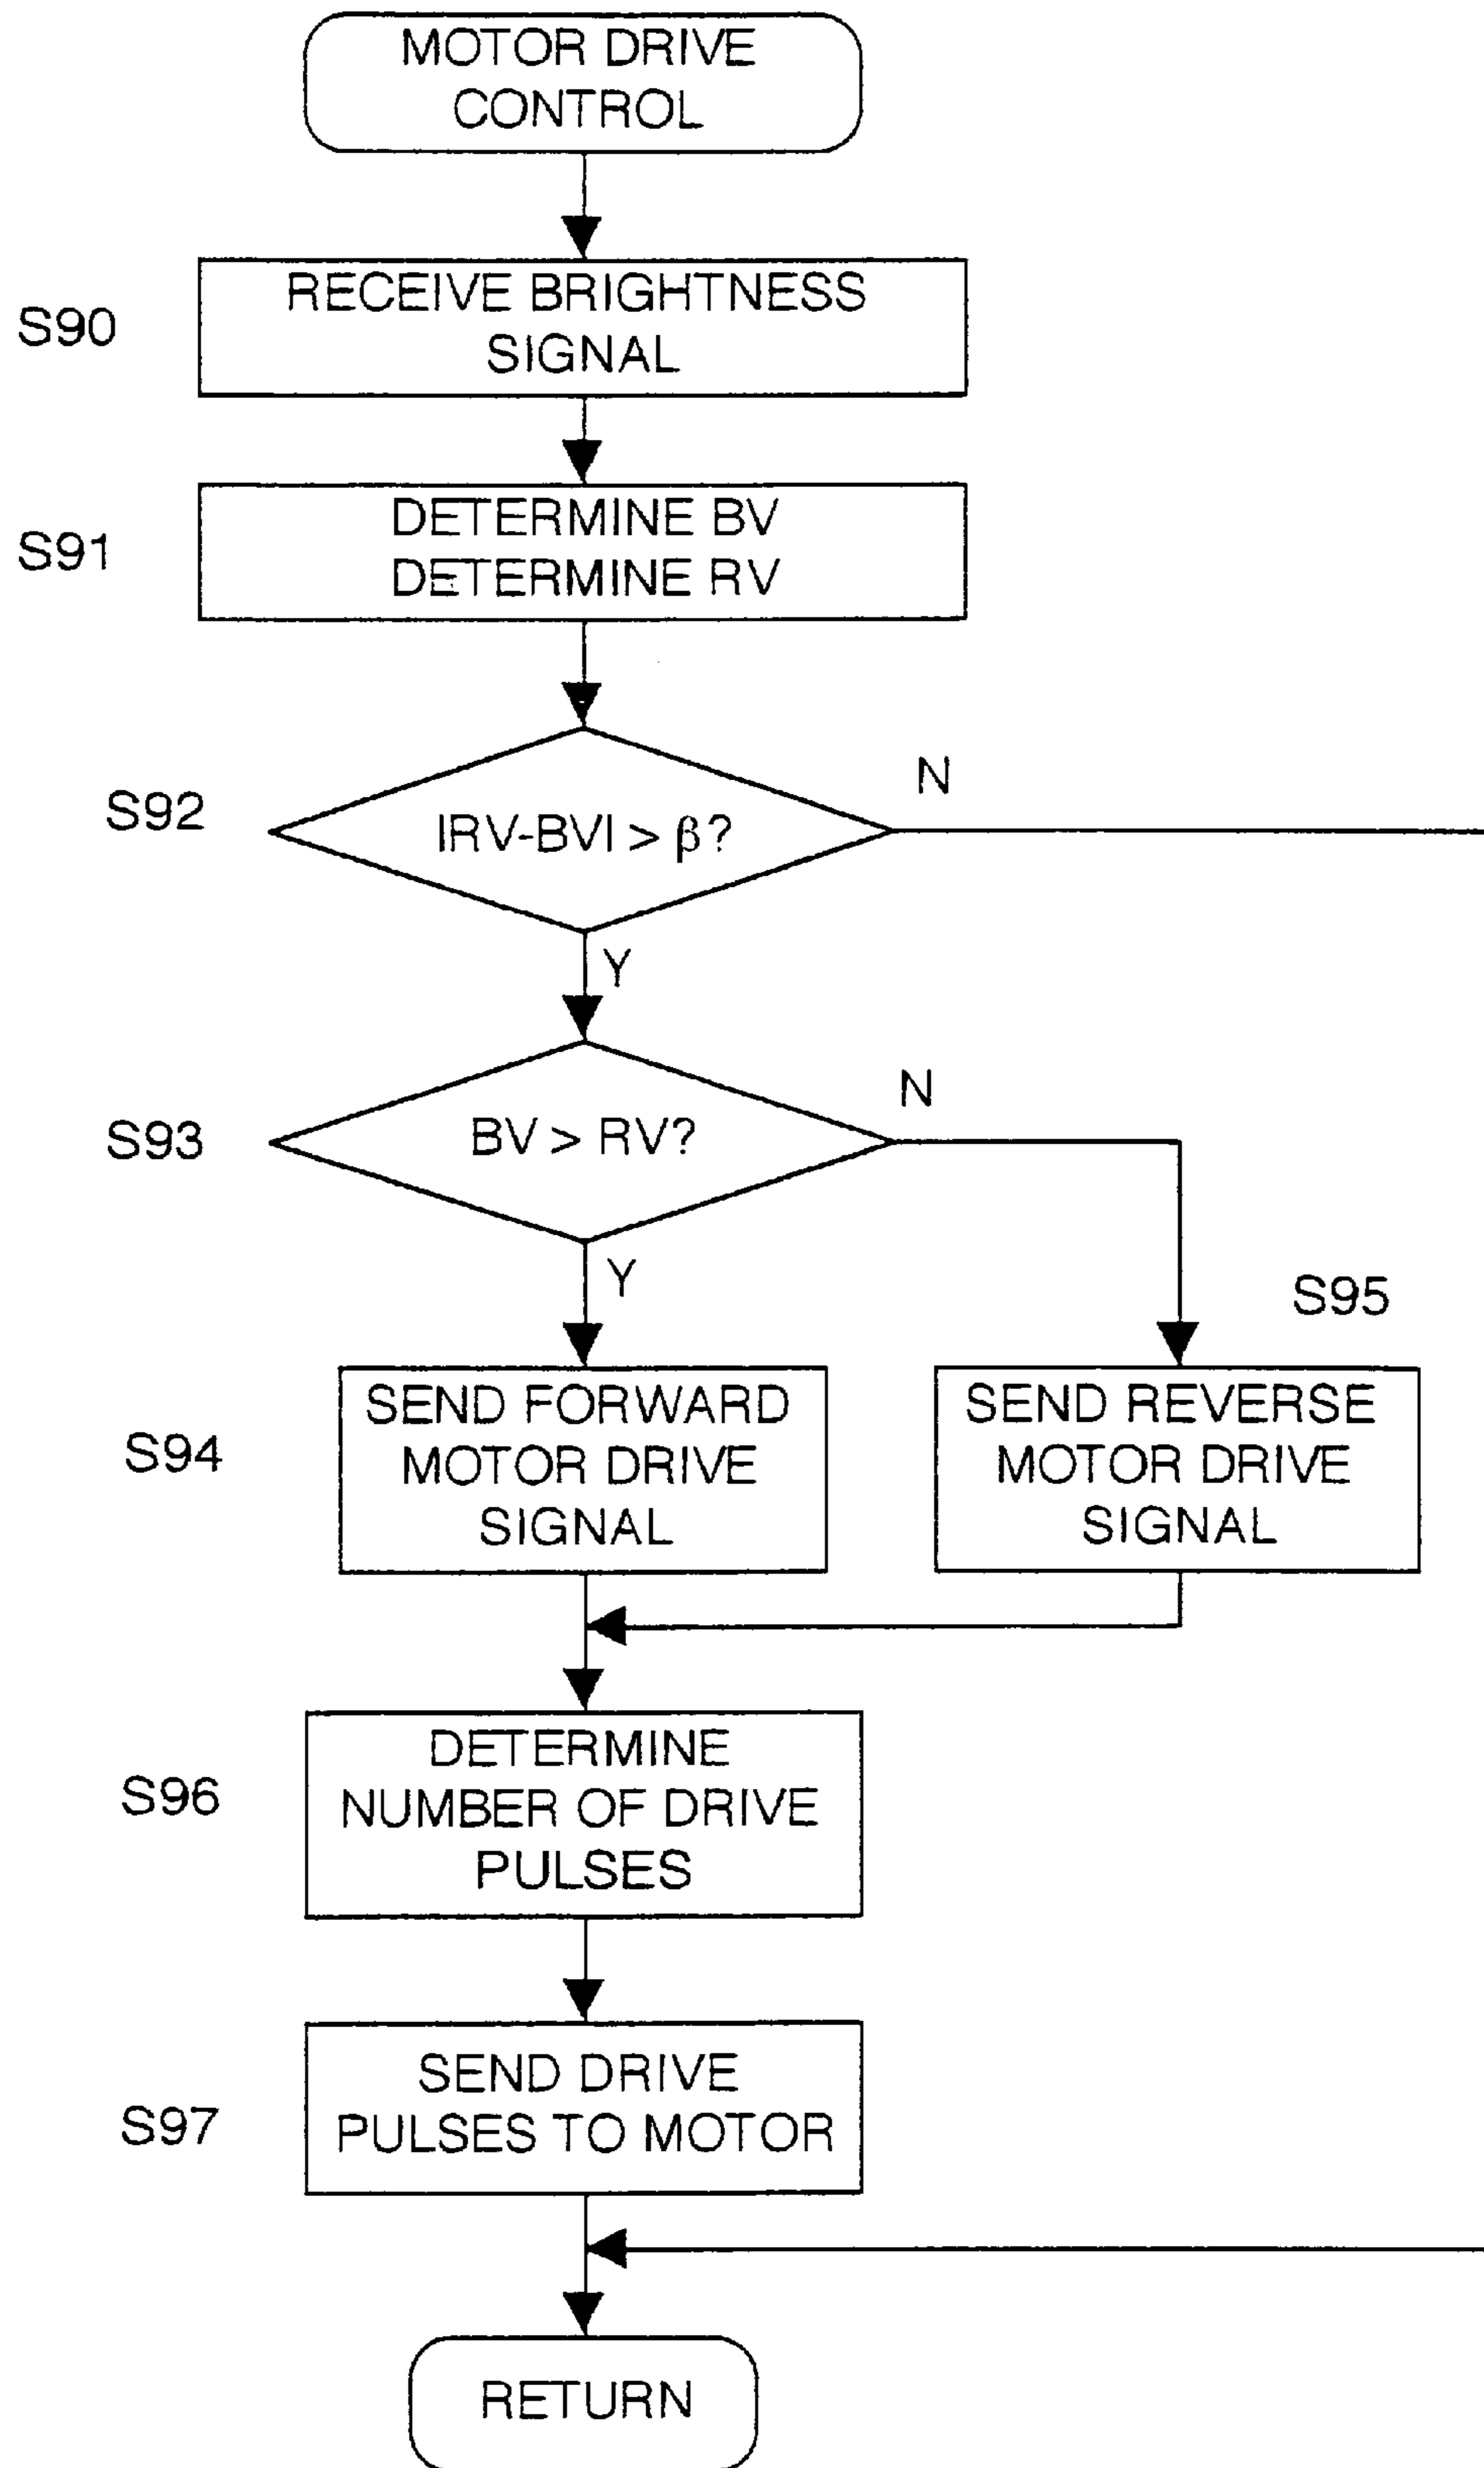 MOTOR DRIVE
CONTROL
S90
RECEIVE BRIGHTNESS
SIGNAL
S91
DETERMINE BV
DETERMINE RV
S92
IRV-BVI > β?
N
Y
S93
BV > RV?
N
Y
S95
S94
SEND FORWARD
MOTOR DRIVE
SIGNAL
SEND REVERSE
MOTOR DRIVE
SIGNAL
S96
DETERMINE
NUMBER OF DRIVE
PULSES
S97
SEND DRIVE
PULSES TO MOTOR
RETURN